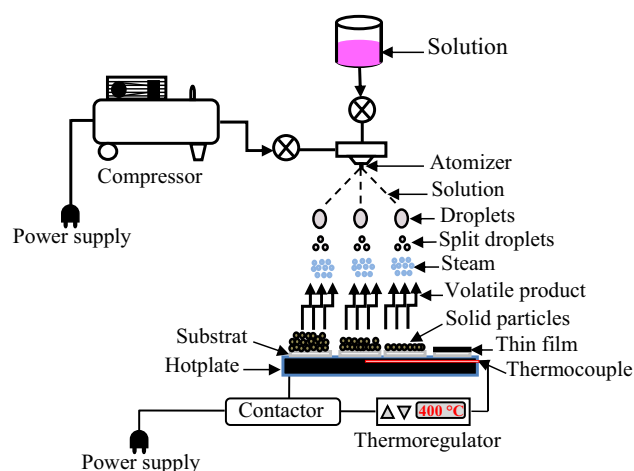 Solution
Compressor
Atomizer
Solution
Power supply
Droplets
Split droplets
Steam
Volatile product
Solid particles
Substrat
Thin film
Hotplate
Thermocouple
Contactor
400 °C
Thermoregulator
Power supply